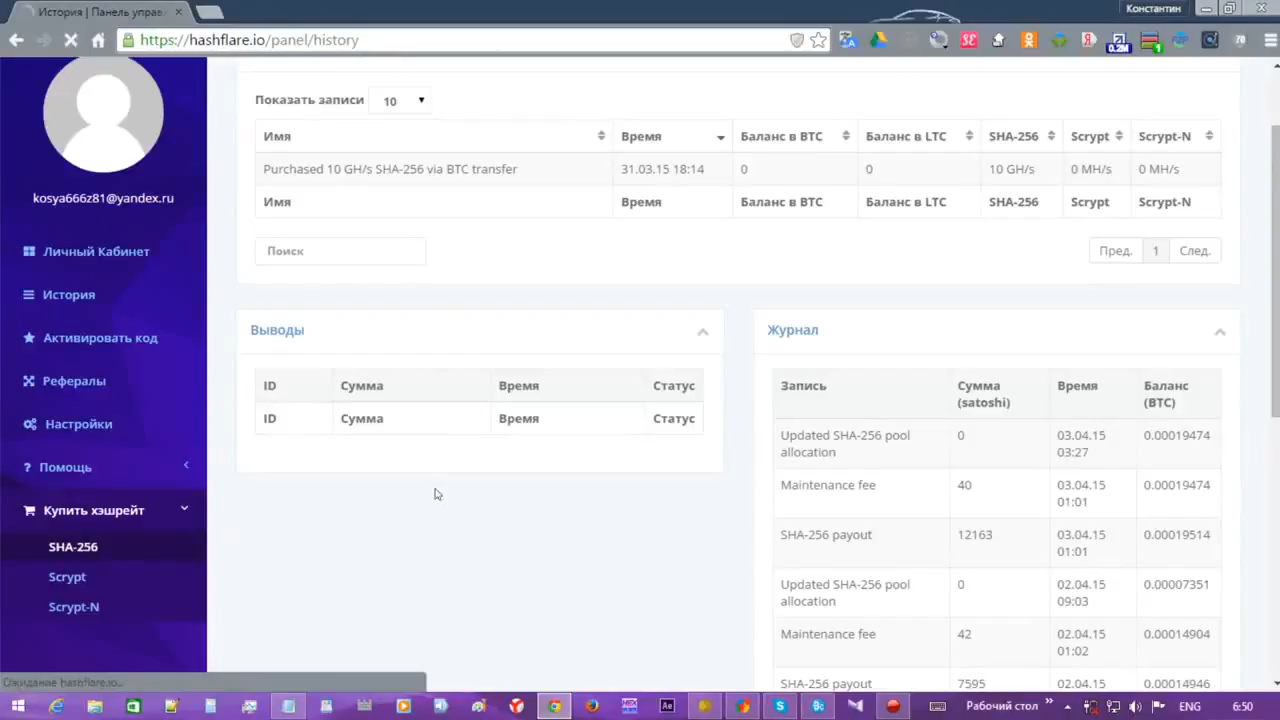 История | Панель управ
Константин
https://hashflare.io/panel/history
0.2M
1
kosya666z81@yandex.ru
Личный Кабинет
История
Активировать код
Рефералы
Настройки
? Помощь
Купить хэшрейт
SHA-256
Scrypt
Scrypt-N
Показать записи 10
Имя Время Баланс в BTC Баланс в LTC SHA-256 Scrypt Scrypt-N
Purchased 10 GH/s SHA-256 via BTC transfer 31.03.15 18:14 0 0 10 GH/s 0 MH/s 0 MH/s
Имя Время Баланс в BTC Баланс в LTC SHA-256 Scrypt Scrypt-N
Поиск
Пред. 1 След.
Выводы
ID Сумма Время Статус
ID Сумма Время Статус
Журнал
Запись Сумма (satoshi) Время Баланс (BTC)
Updated SHA-256 pool allocation 0 03.04.15 03:27 0.00019474
Maintenance fee 40 03.04.15 01:01 0.00019474
SHA-256 payout 12163 03.04.15 01:01 0.00019514
Updated SHA-256 pool allocation 0 02.04.15 09:03 0.00007351
Maintenance fee 42 02.04.15 01:02 0.00014904
SHA-256 payout 7595 02.04.15 0.00014946
Ожидание hashflare.io...
Рабочий стол » ENG 6:50